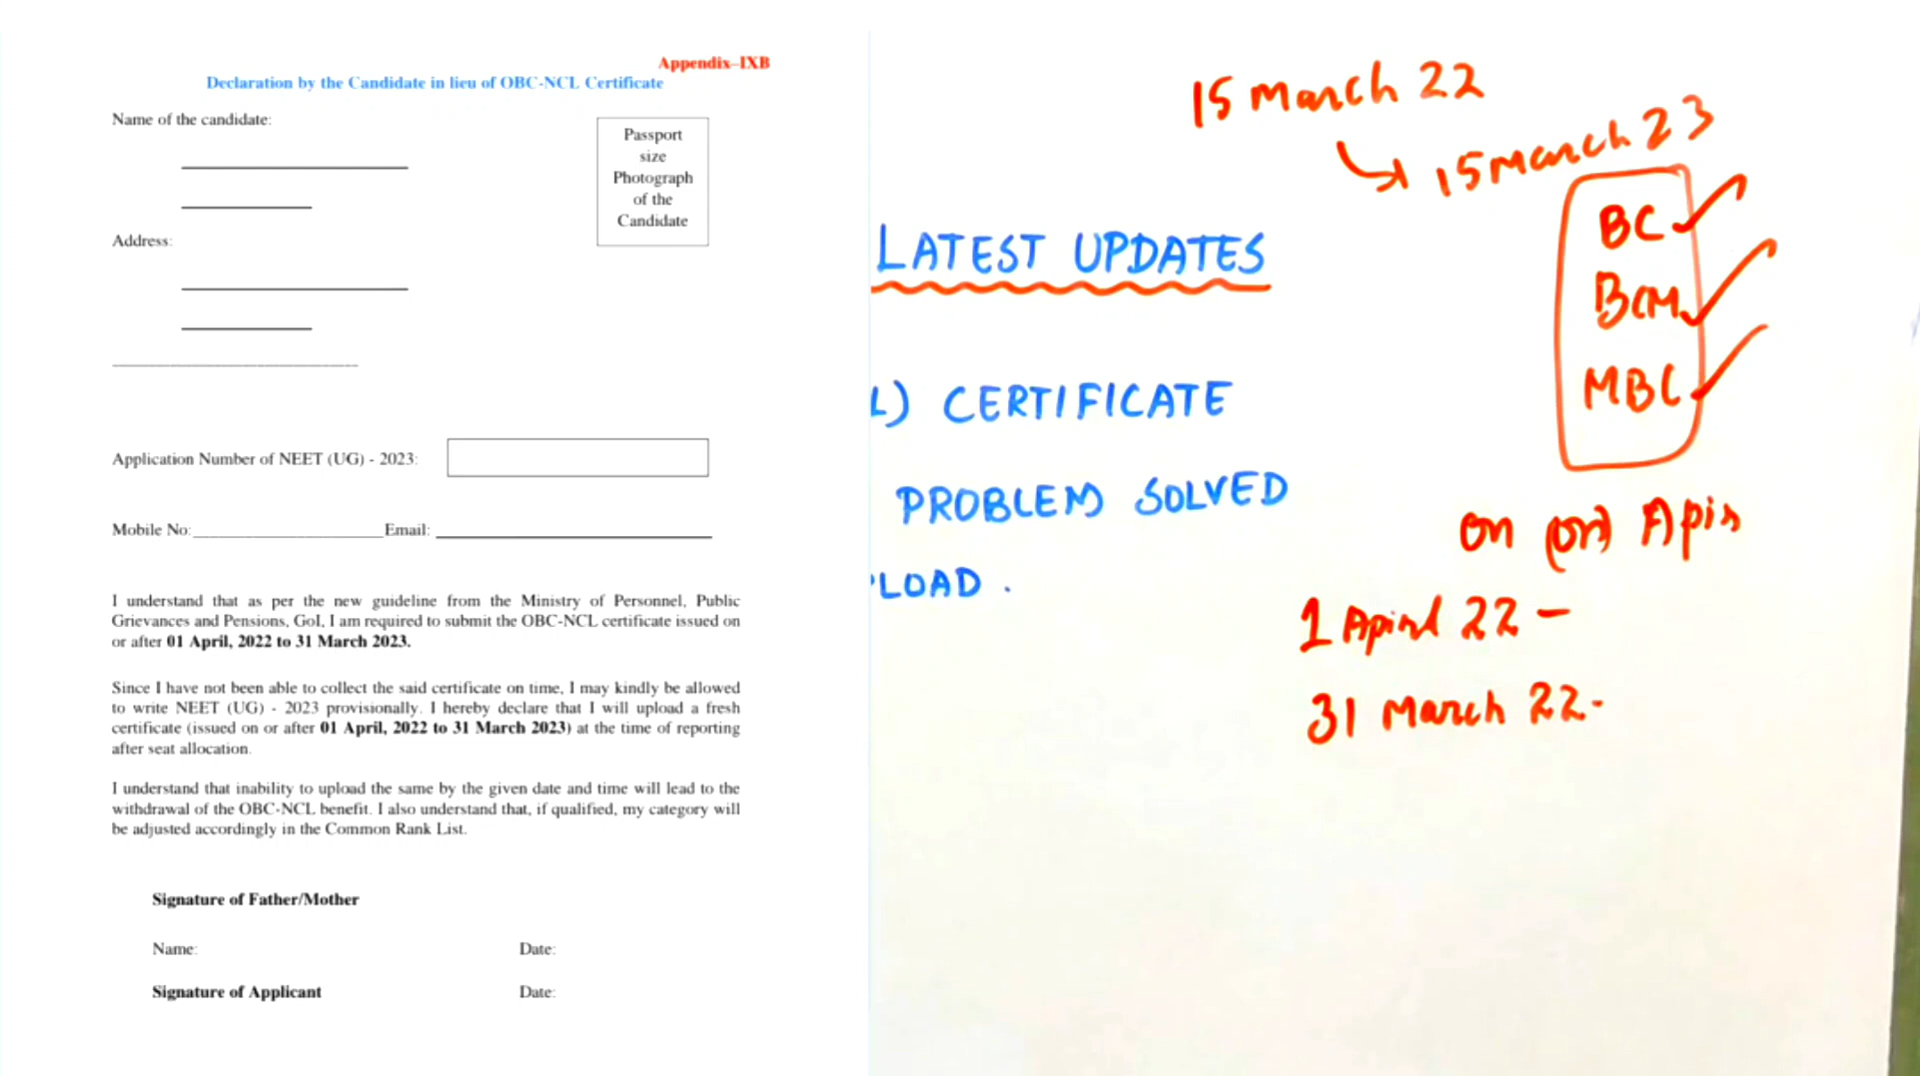 Appendix–IXB
Declaration by the Candidate in lieu of OBC-NCL Certificate
Name of the candidate:
Passport
size
Photograph
of the
Candidate
Address:
Application Number of NEET (UG) - 2023:
Mobile No: Email:
I understand that as per the new guideline from the Ministry of Personnel, Public
Grievances and Pensions, GoI, I am required to submit the OBC-NCL certificate issued on
or after 01 April, 2022 to 31 March 2023.
Since I have not been able to collect the said certificate on time, I may kindly be allowed
to write NEET (UG) - 2023 provisionally. I hereby declare that I will upload a fresh
certificate (issued on or after 01 April, 2022 to 31 March 2023) at the time of reporting
after seat allocation.
I understand that inability to upload the same by the given date and time will lead to the
withdrawal of the OBC-NCL benefit. I also understand that, if qualified, my category will
be adjusted accordingly in the Common Rank List.
Signature of Father/Mother
Name: Date:
Signature of Applicant Date:
15 March 22
15 March 23
LATEST UPDATES
BC
BCM
MBC
L) CERTIFICATE
PROBLEM SOLVED
LOAD .
on (or)
1 22 –
31 March 22-